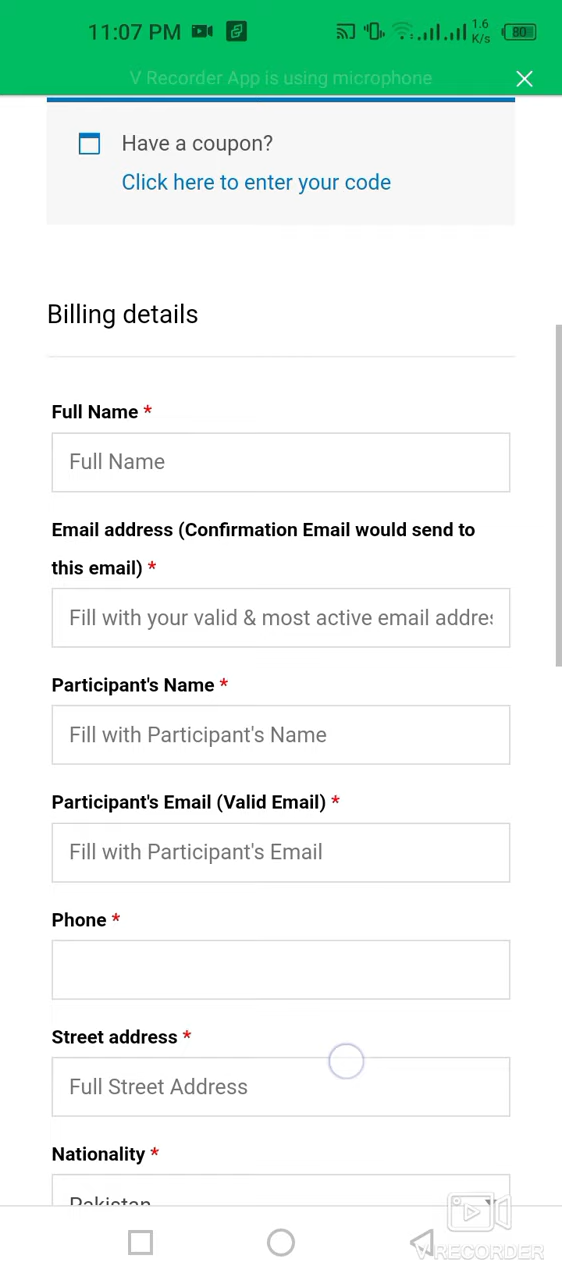 11:07 PM
1.6
K/s
80
V Recorder App is using microphone
Have a coupon?
Click here to enter your code
Billing details
Full Name *
Full Name
Email address (Confirmation Email would send to
this email) *
Fill with your valid & most active email addres
Participant's Name *
Fill with Participant's Name
Participant's Email (Valid Email) *
Fill with Participant's Email
Phone *
Street address *
Full Street Address
Nationality *
Pakistan
V RECORDER